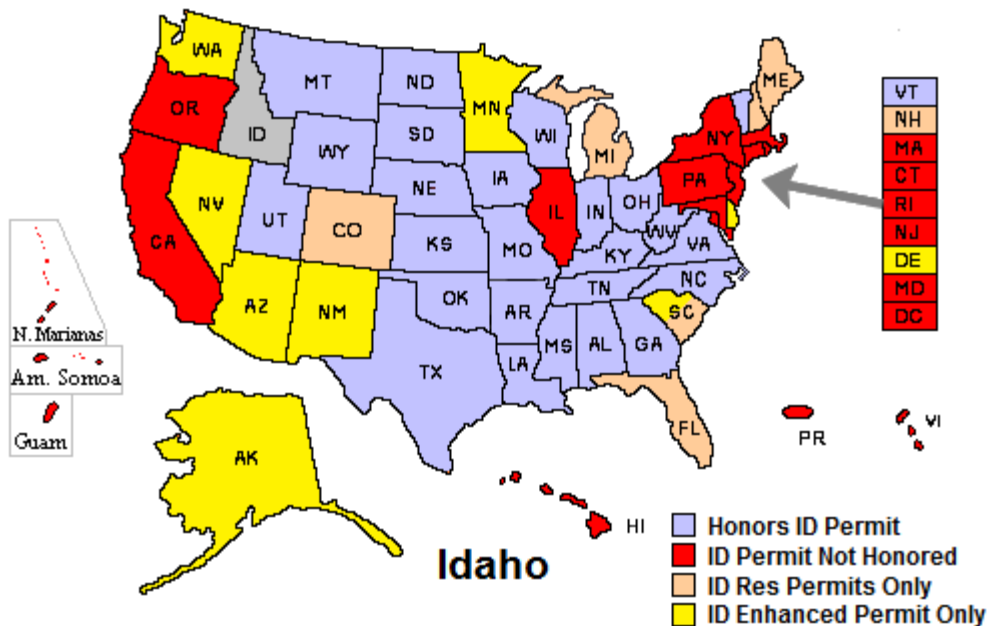 WA
MT
ND
MN
ME
OR
ID
SD
WI
NY
WY
MI
VT
NH
MA
CT
RI
NJ
DE
MD
DC
PA
IA
NE
NV
UT
CO
IL
IN
OH
WV
VA
CA
KS
MO
KY
NC
TN
AZ
NM
OK
AR
SC
MS
AL
GA
LA
TX
FL
N. Marianas
Am. Somoa
Guam
AK
PR
VI
HI
Idaho
Honors ID Permit
ID Permit Not Honored
ID Res Permits Only
ID Enhanced Permit Only